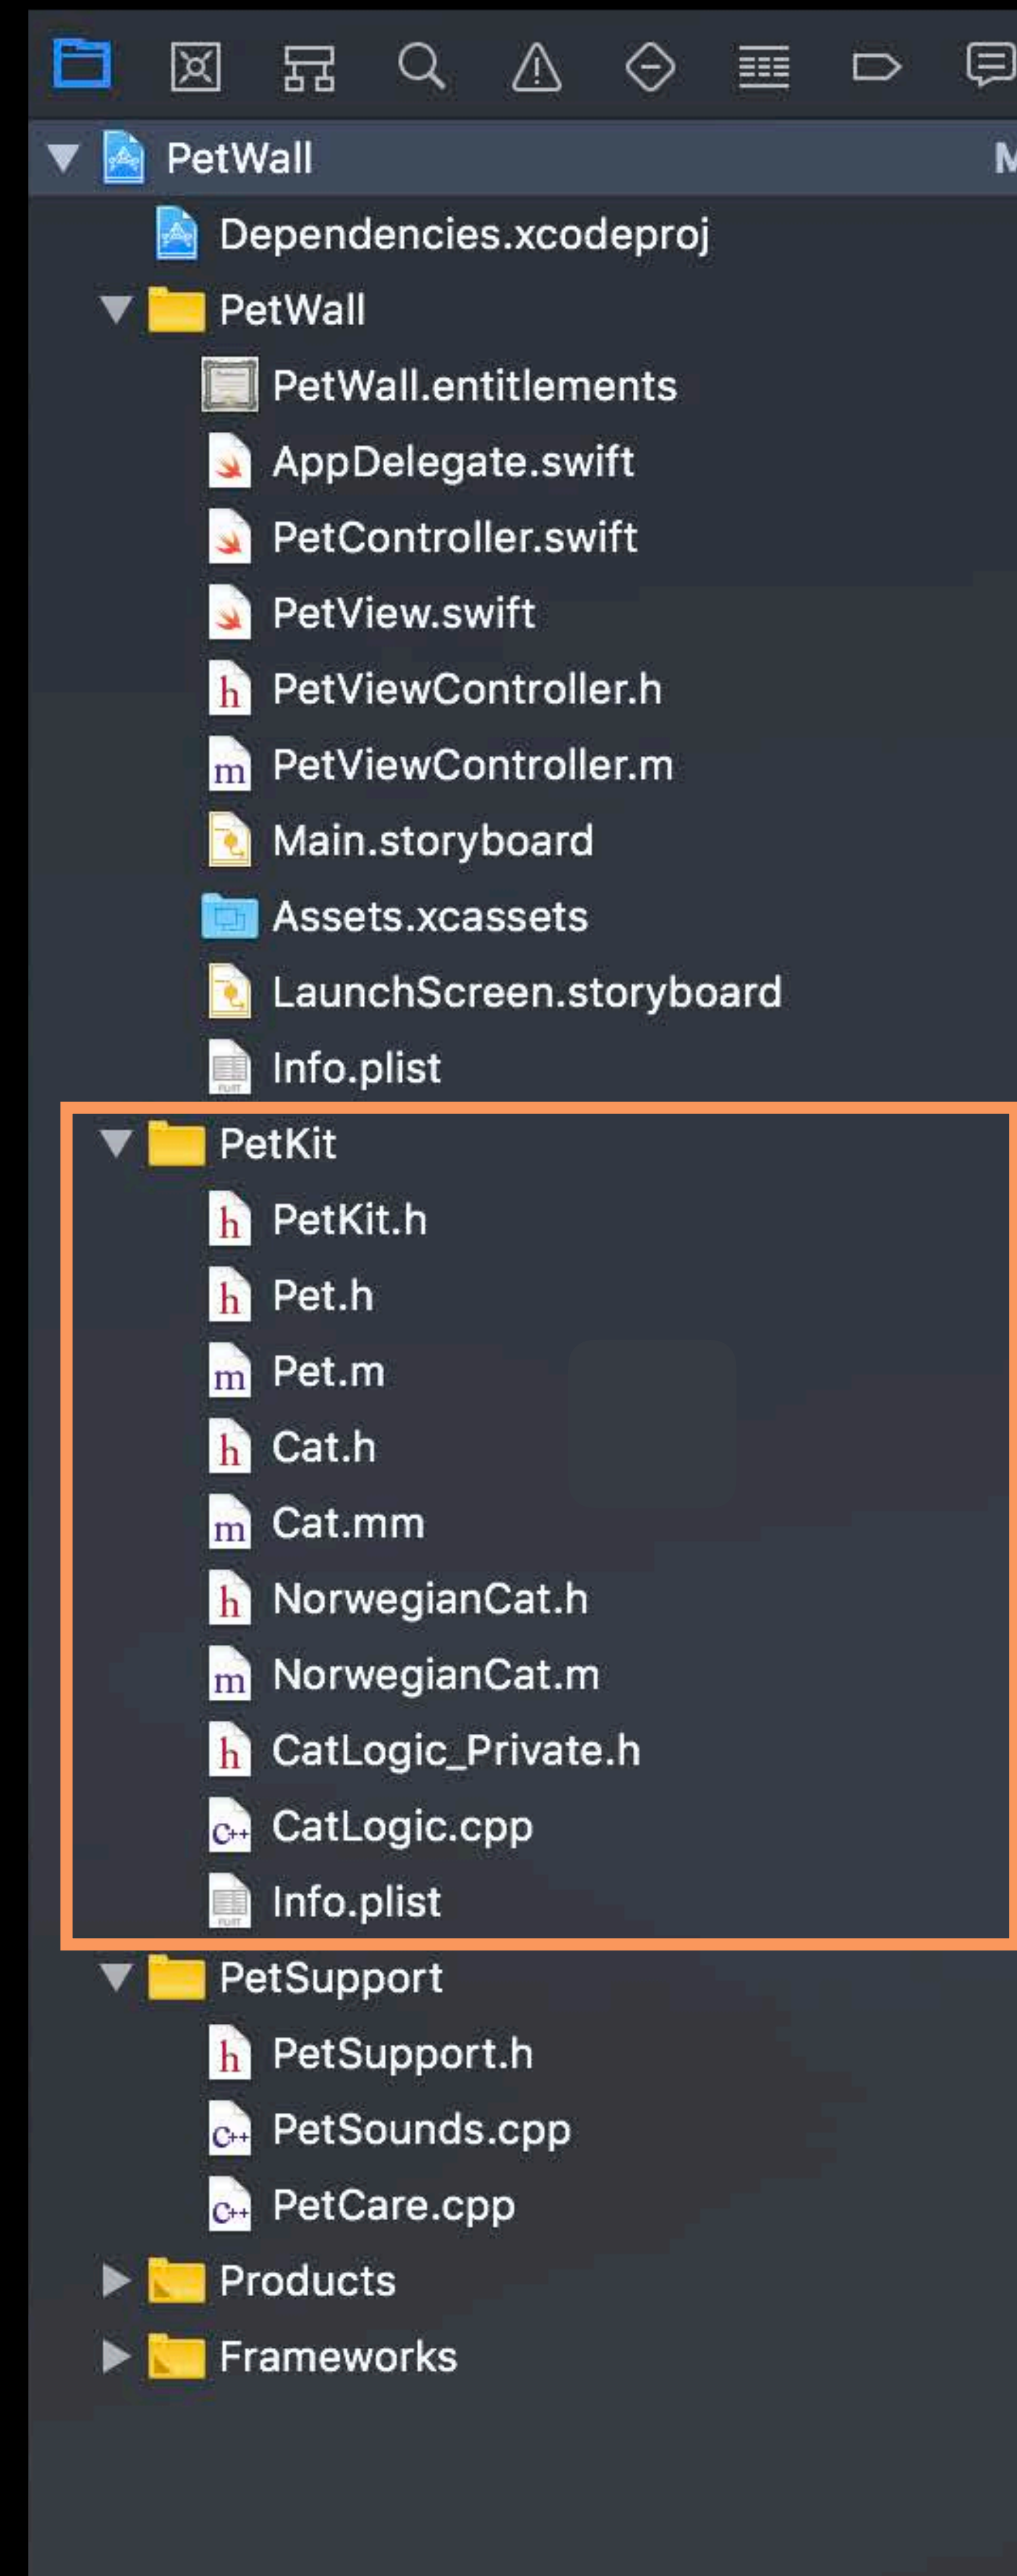 PetWall M
Dependencies.xcodeproj
PetWall
PetWall.entitlements
AppDelegate.swift
PetController.swift
PetView.swift
h PetViewController.h
m PetViewController.m
Main.storyboard
Assets.xcassets
LaunchScreen.storyboard
Info.plist
PetKit
h PetKit.h
h Pet.h
m Pet.m
h Cat.h
m Cat.mm
h NorwegianCat.h
m NorwegianCat.m
h CatLogic_Private.h
C++ CatLogic.cpp
Info.plist
PetSupport
h PetSupport.h
C++ PetSounds.cpp
C++ PetCare.cpp
Products
Frameworks